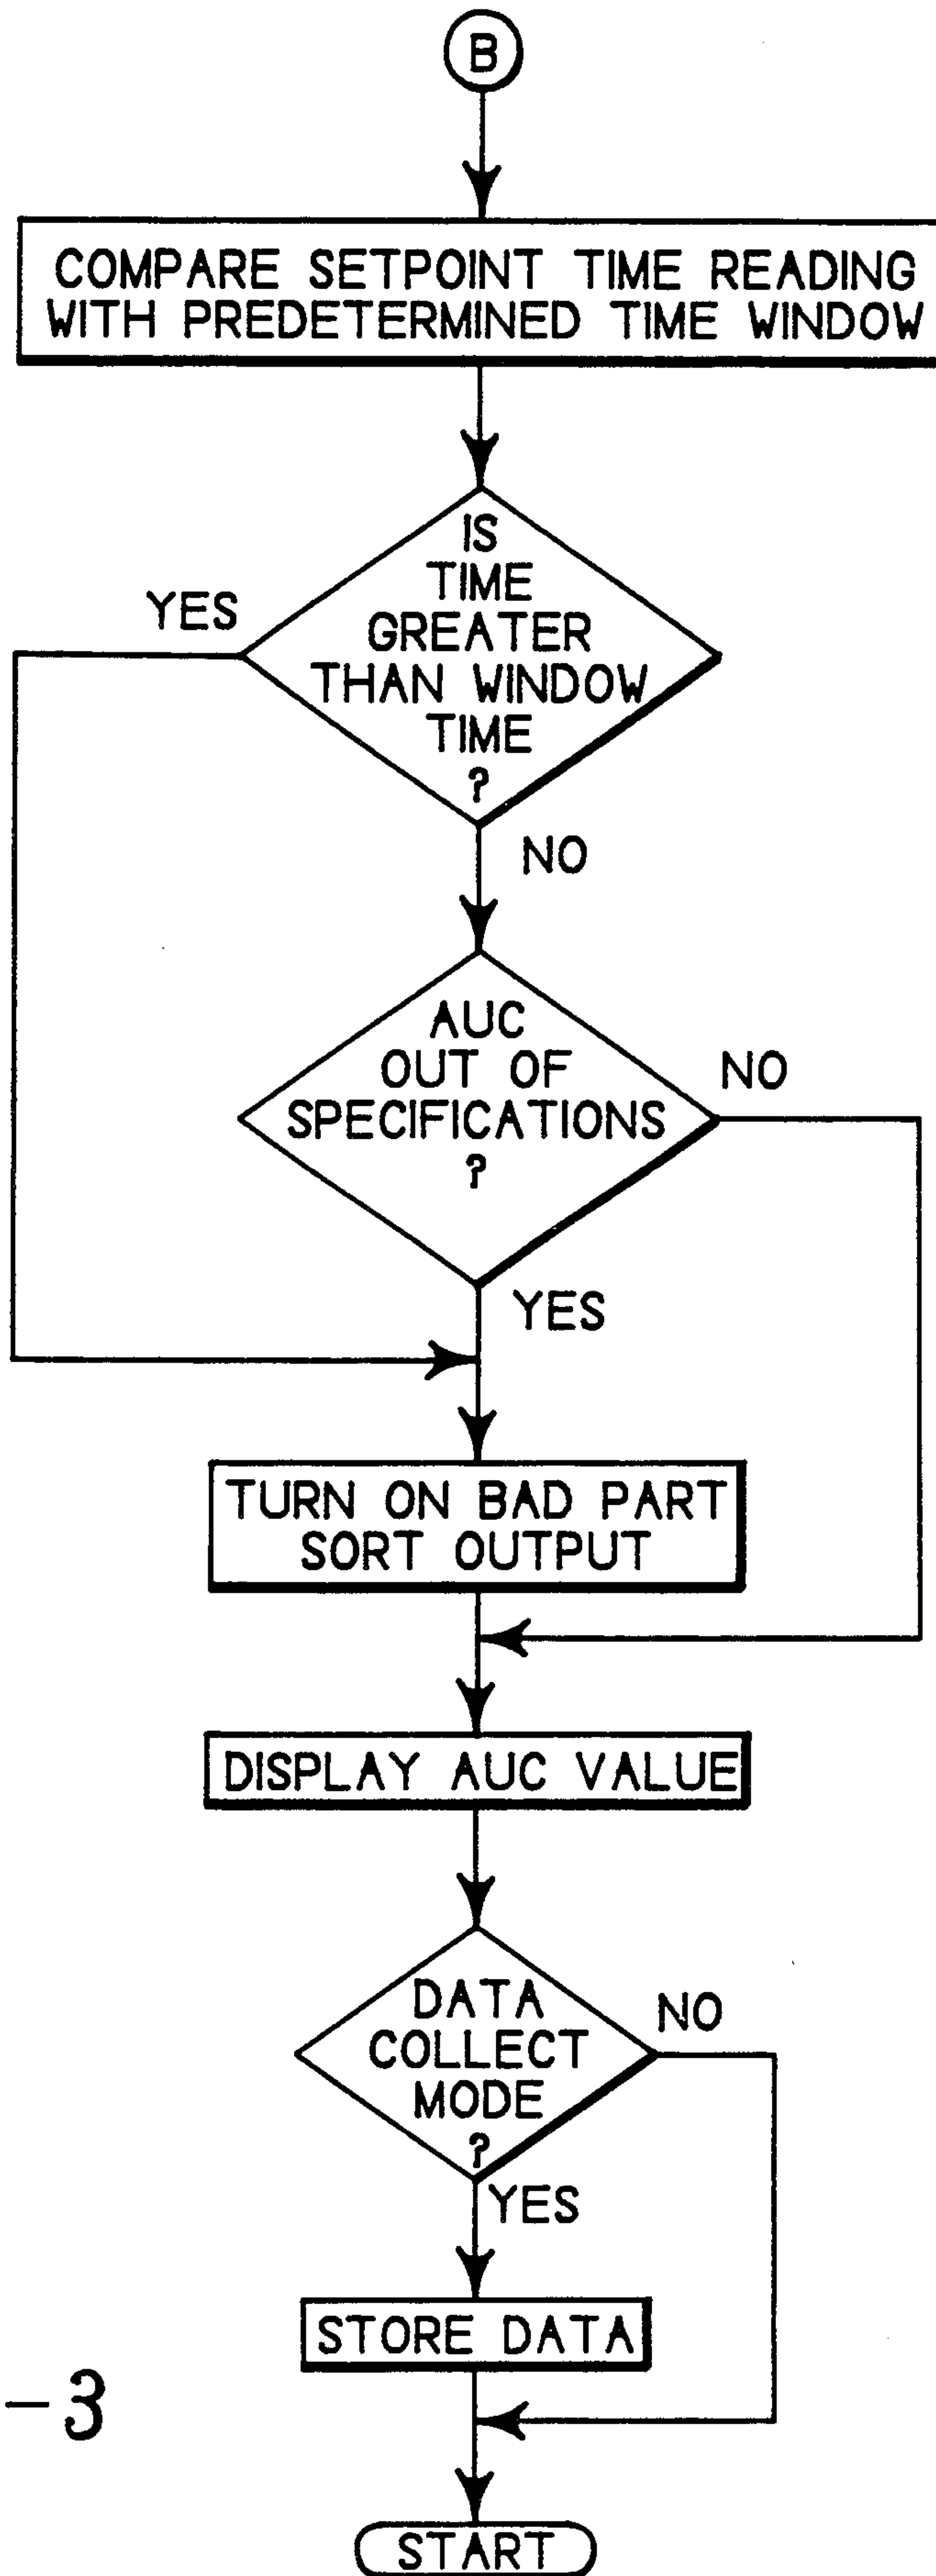 B
COMPARE SETPOINT TIME READING
WITH PREDETERMINED TIME WINDOW
IS
TIME
GREATER
THAN WINDOW
TIME
?
YES
NO
AUC
OUT OF
SPECIFICATIONS
?
NO
YES
TURN ON BAD PART
SORT OUTPUT
DISPLAY AUC VALUE
DATA
COLLECT
MODE
?
NO
YES
STORE DATA
-3
START